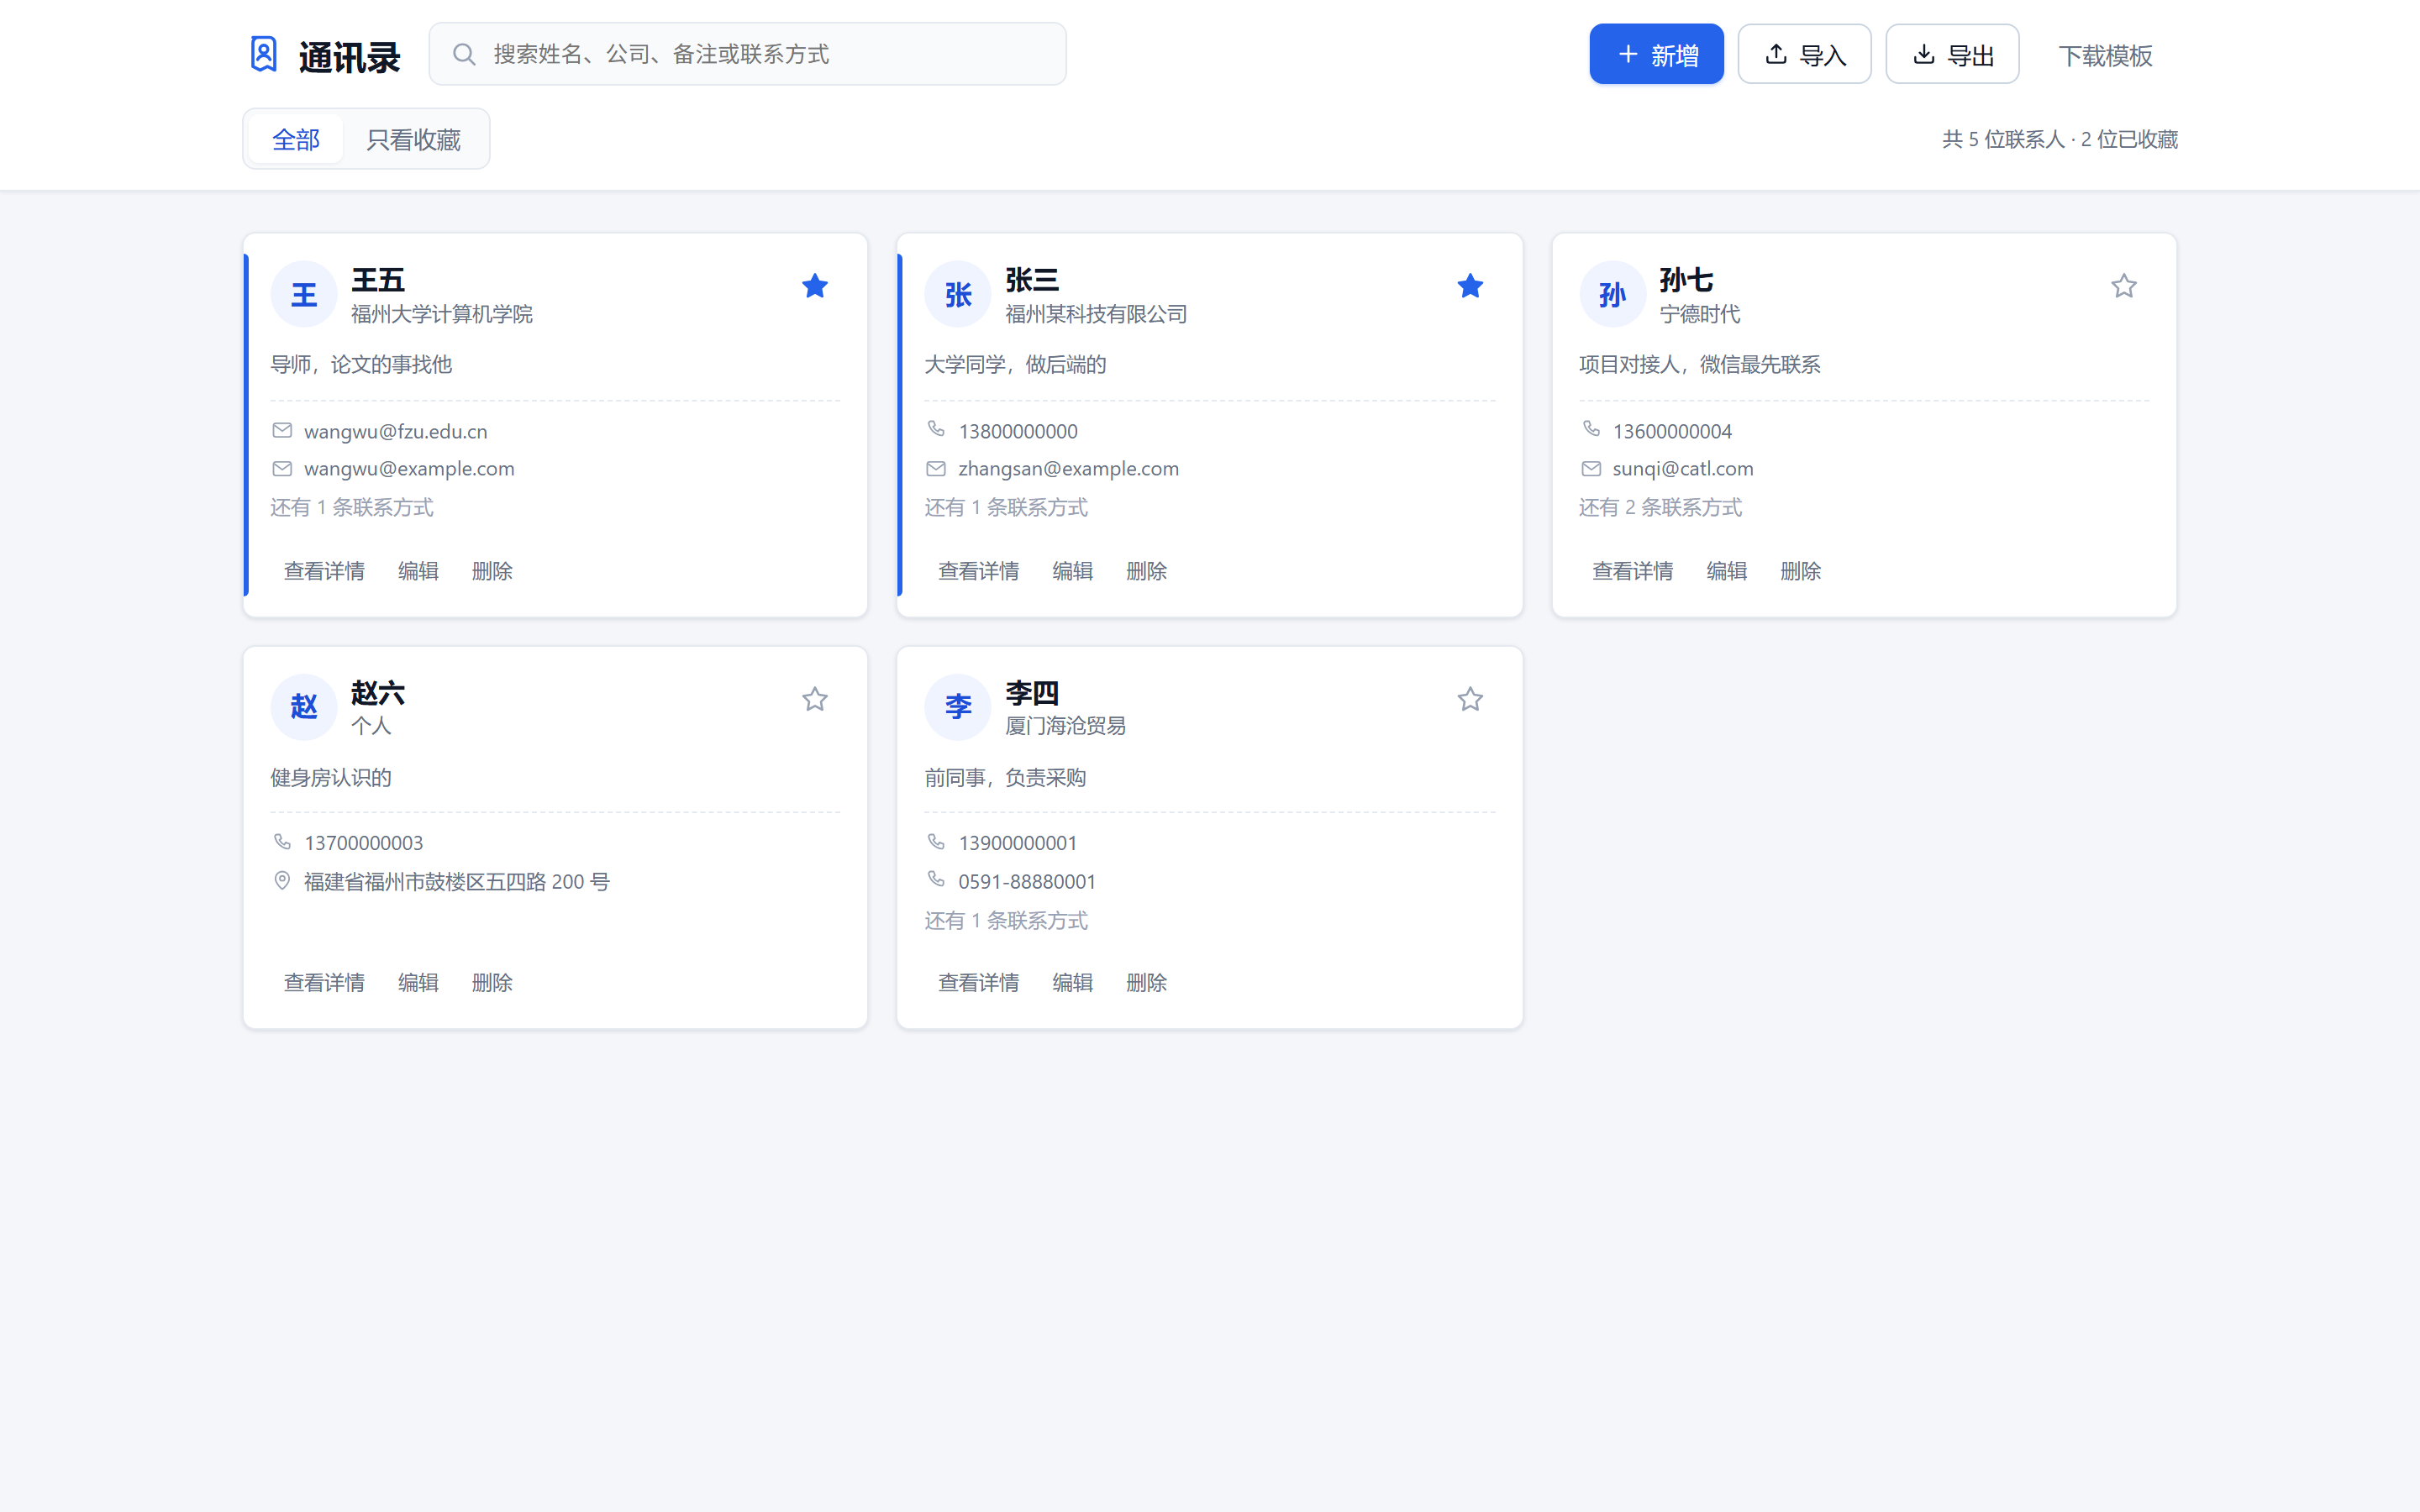 通讯录
搜索姓名、公司、备注或联系方式
新增
导入
导出
下载模板
全部
只看收藏
共 5 位联系人 · 2 位已收藏
王
王五
福州大学计算机学院
导师，论文的事找他
wangwu@fzu.edu.cn
wangwu@example.com
还有 1 条联系方式
查看详情 编辑 删除
张
张三
福州某科技有限公司
大学同学，做后端的
13800000000
zhangsan@example.com
还有 1 条联系方式
查看详情 编辑 删除
孙
孙七
宁德时代
项目对接人，微信最先联系
13600000004
sunqi@catl.com
还有 2 条联系方式
查看详情 编辑 删除
赵
赵六
个人
健身房认识的
13700000003
福建省福州市鼓楼区五四路 200 号
查看详情 编辑 删除
李
李四
厦门海沧贸易
前同事，负责采购
13900000001
0591-88880001
还有 1 条联系方式
查看详情 编辑 删除